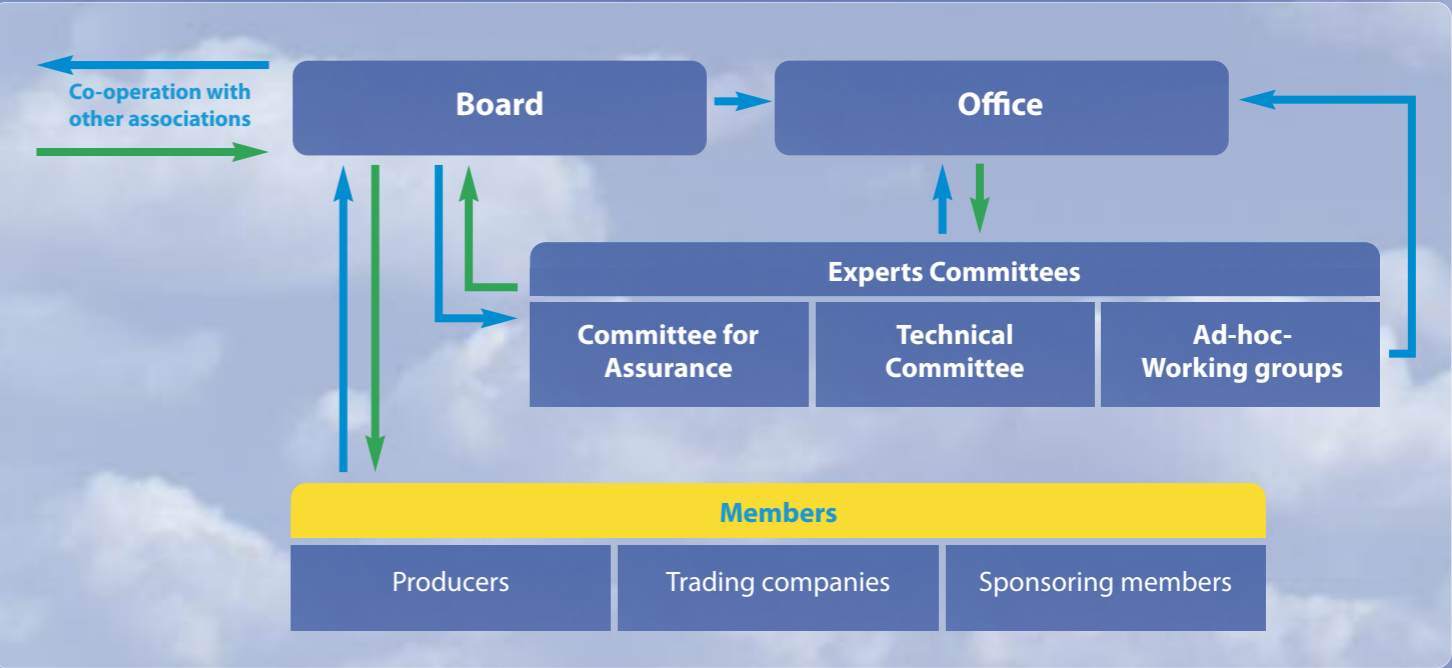 Co-operation with
other associations
Board
Office
Experts Committees
Committee for
Assurance
Technical
Committee
Ad-hoc-
Working groups
Members
Producers
Trading companies
Sponsoring members